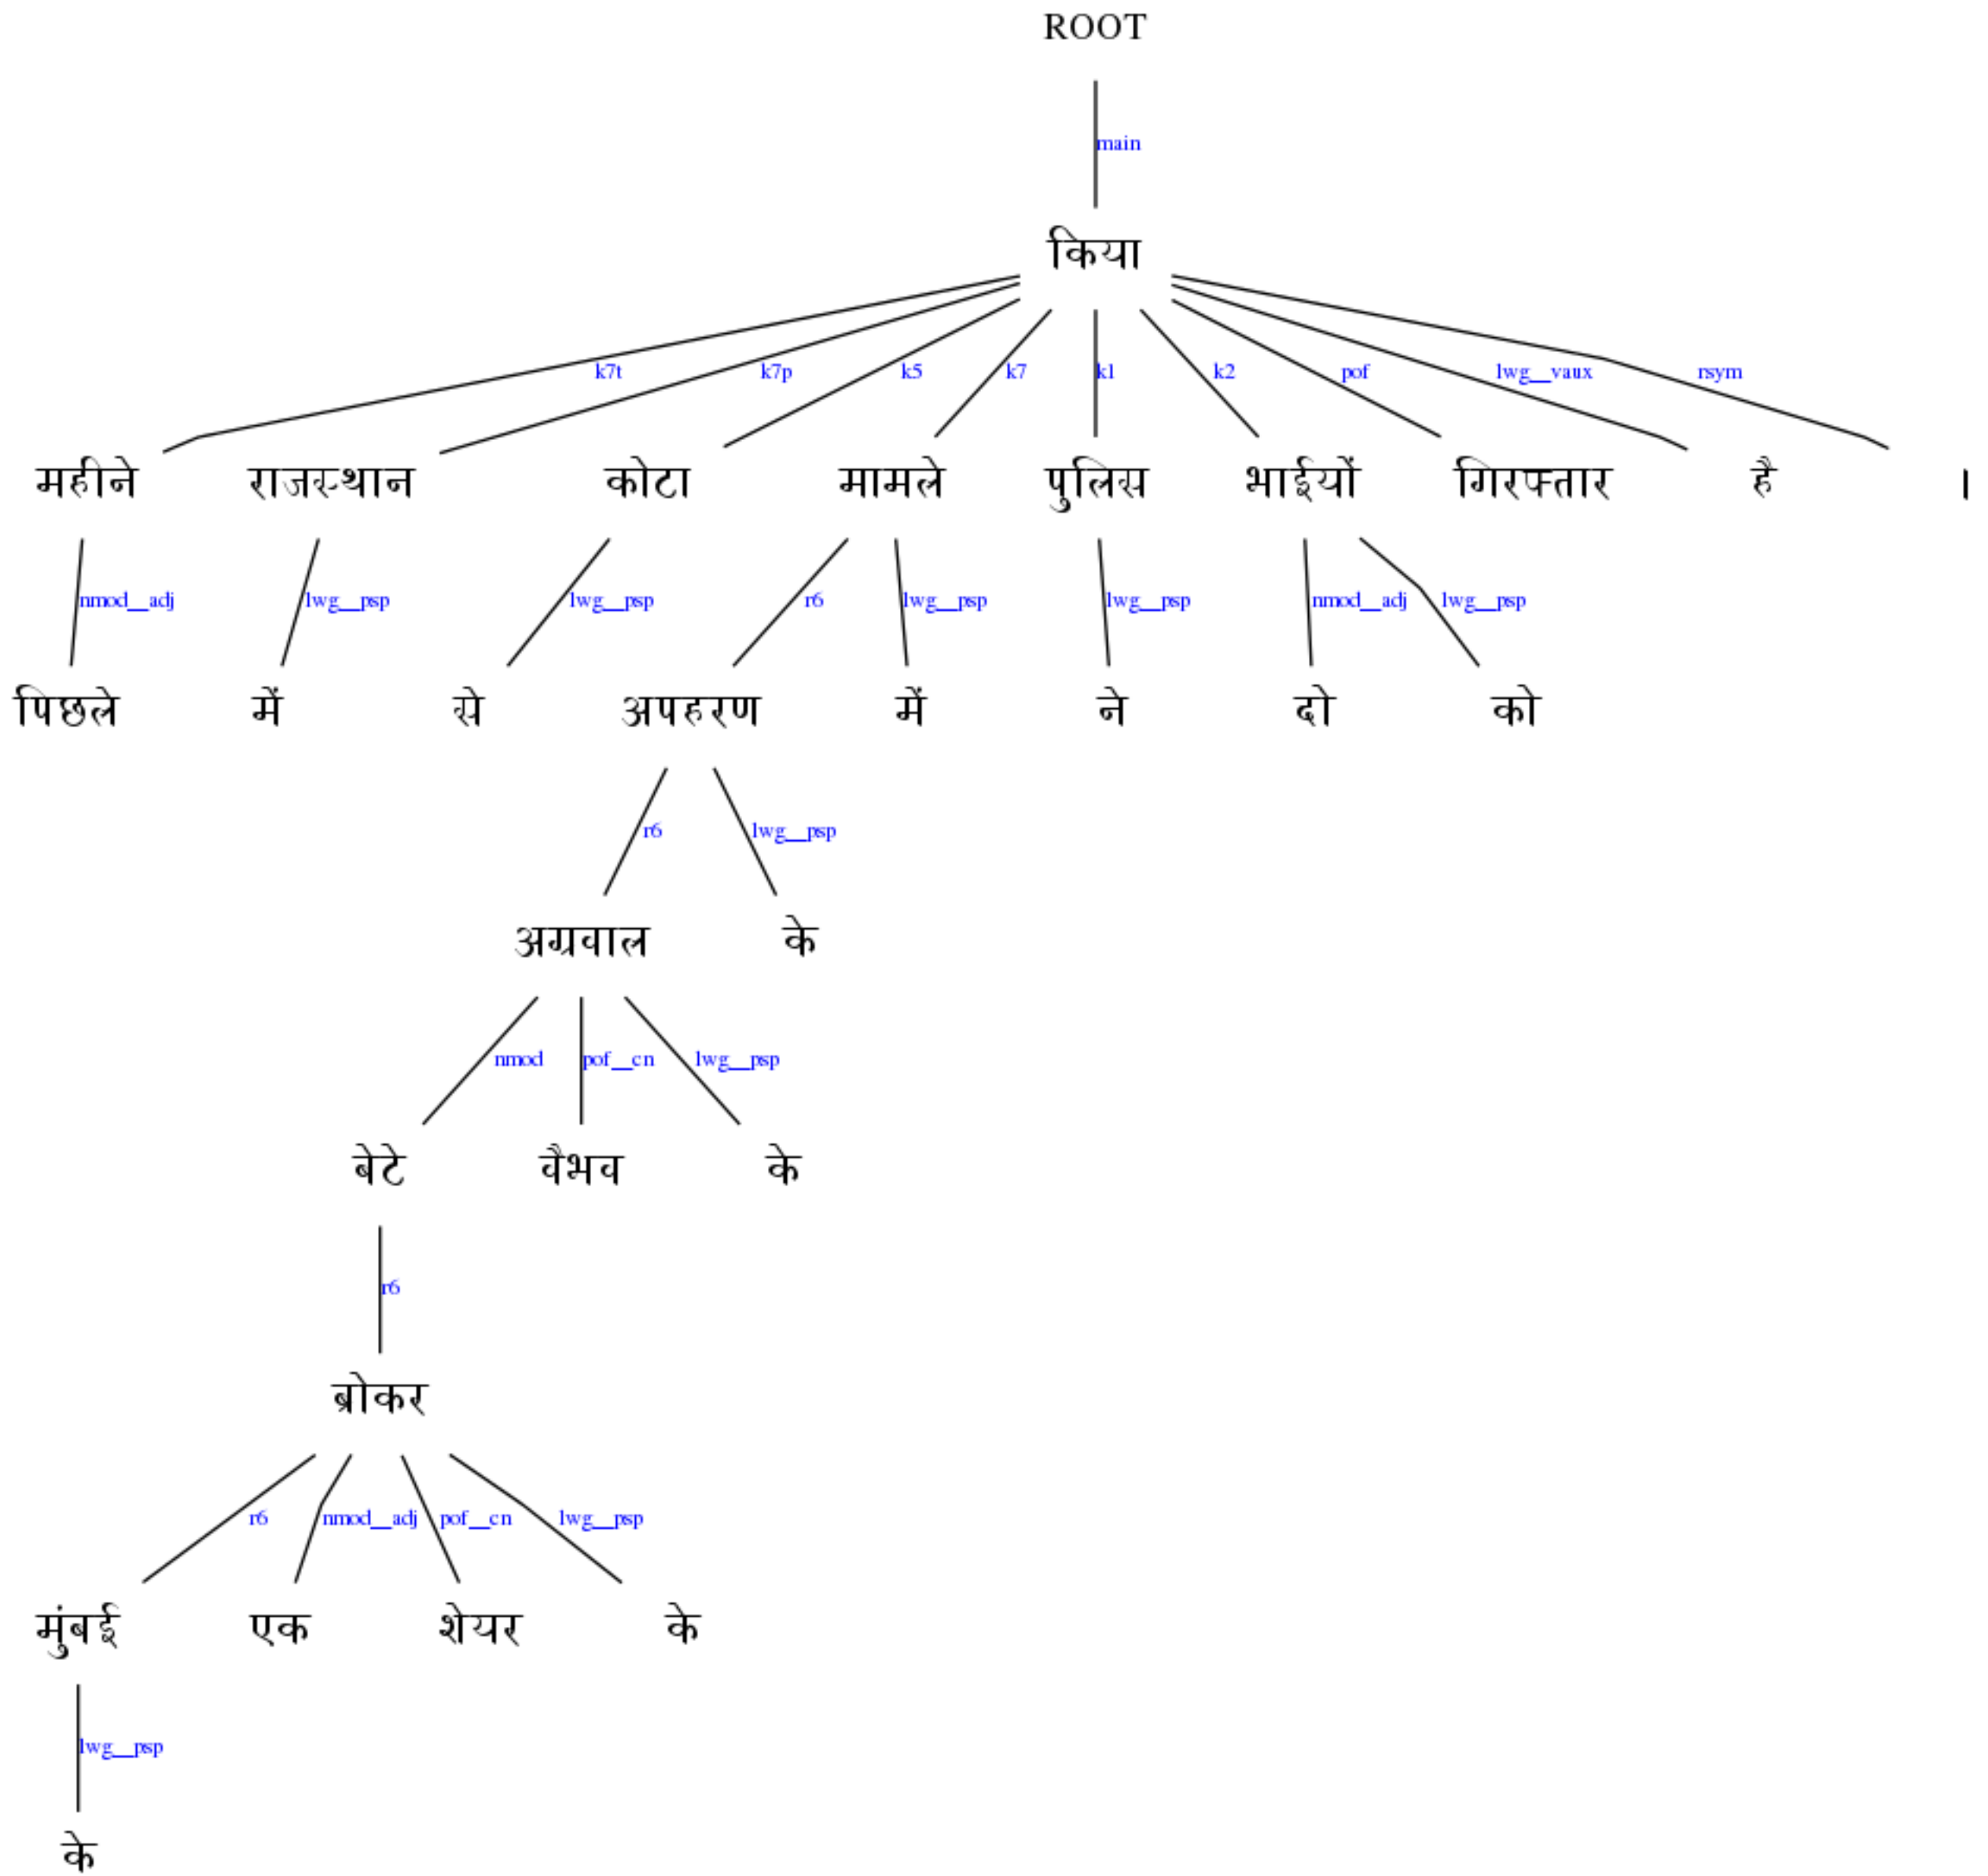 ROOT
main
किया
k7t k7p k5 k7 k1 k2 pof lwg__vaux rsym
महीने राजस्थान कोटा मामले पुलिस भाईयों गिरफ्तार है ।
nmod__adj lwg__psp lwg__psp r6 lwg__psp lwg__psp nmod__adj lwg__psp
पिछले में से अपहरण में ने दो को
r6 lwg__psp
अग्रवाल के
nmod pof__cn lwg__psp
बेटे वैभव के
r6
ब्रोकर
r6 nmod__adj pof__cn lwg__psp
मुंबई एक शेयर के
lwg__psp
के